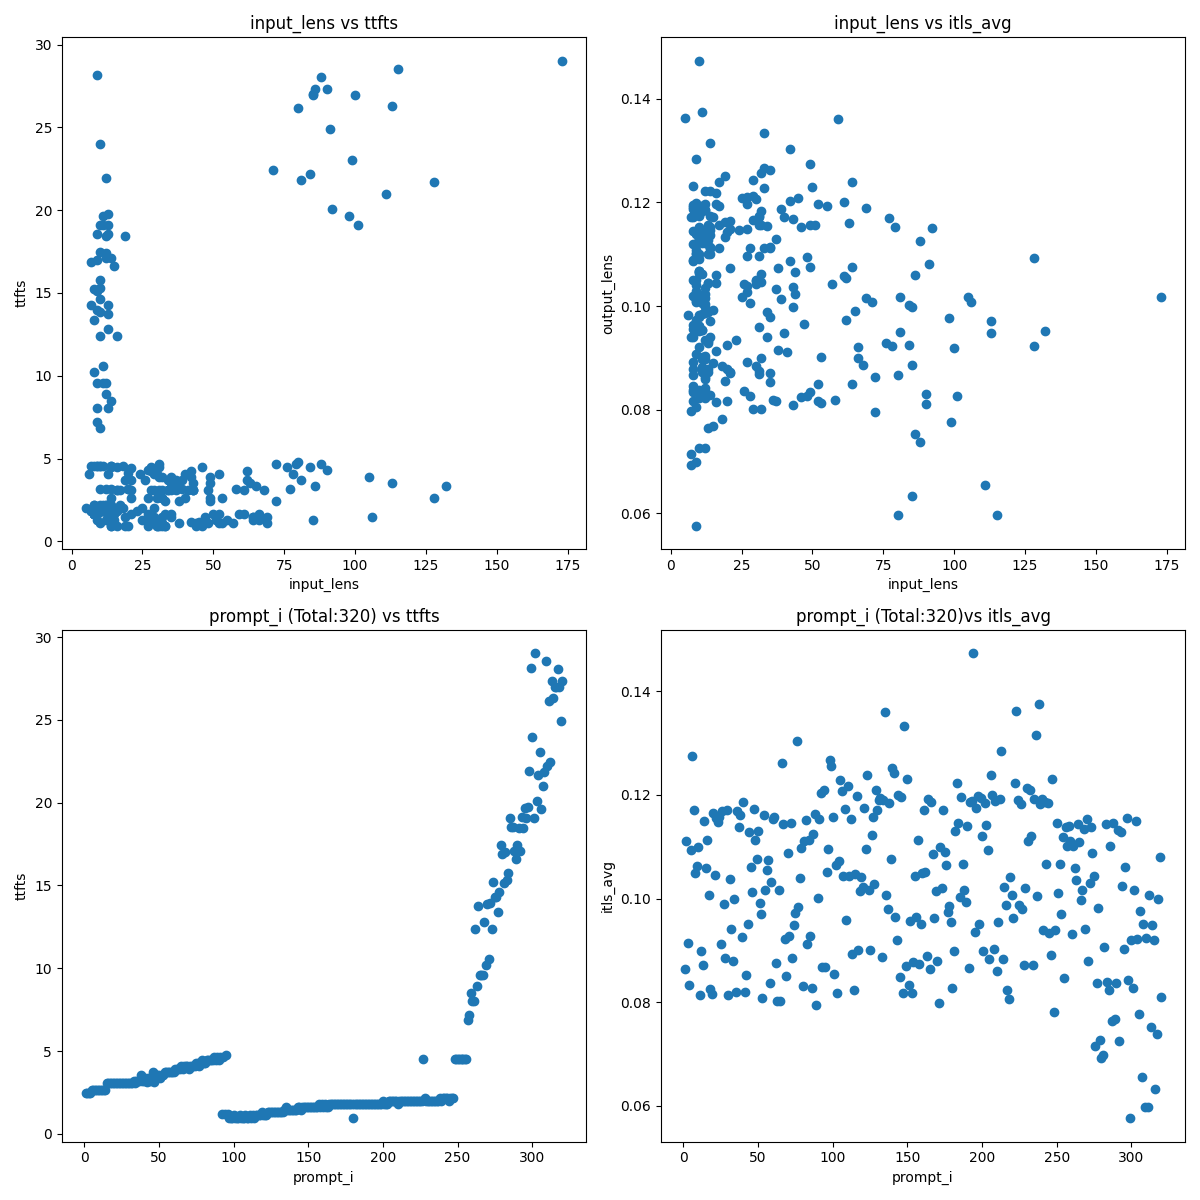 input_lens vs ttfts
30
25
20
15
10
5
0
ttfts
0 25 50 75 100 125 150 175
input_lens
input_lens vs itls_avg
0.14
0.12
0.10
0.08
0.06
output_lens
0 25 50 75 100 125 150 175
input_lens
prompt_i (Total:320) vs ttfts
30
25
20
15
10
5
0
ttfts
0 50 100 150 200 250 300
prompt_i
prompt_i (Total:320)vs itls_avg
0.14
0.12
0.10
0.08
0.06
itls_avg
0 50 100 150 200 250 300
prompt_i